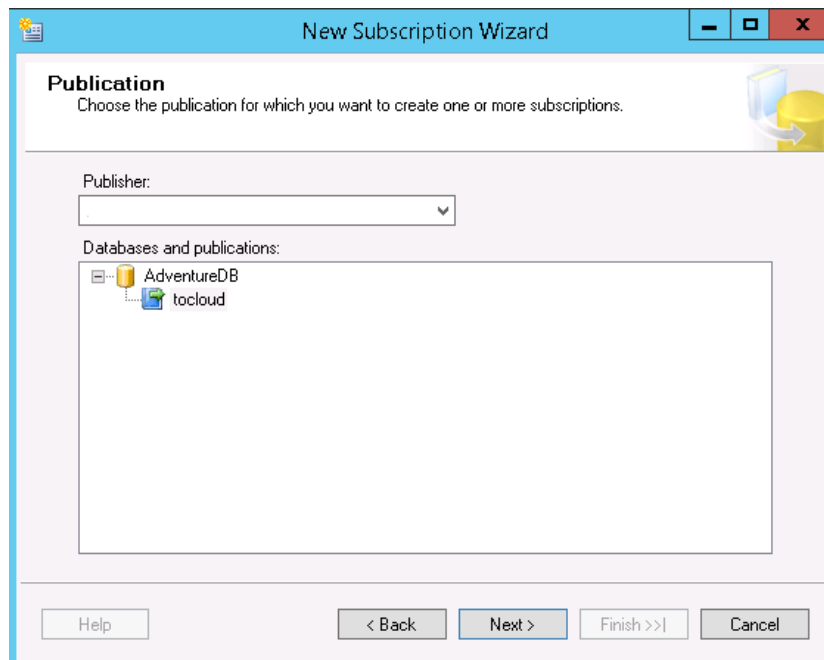 New Subscription Wizard
Publication
Choose the publication for which you want to create one or more subscriptions.
Publisher:
.
Databases and publications:
AdventureDB
tocloud
Help
< Back
Next >
Finish >>|
Cancel